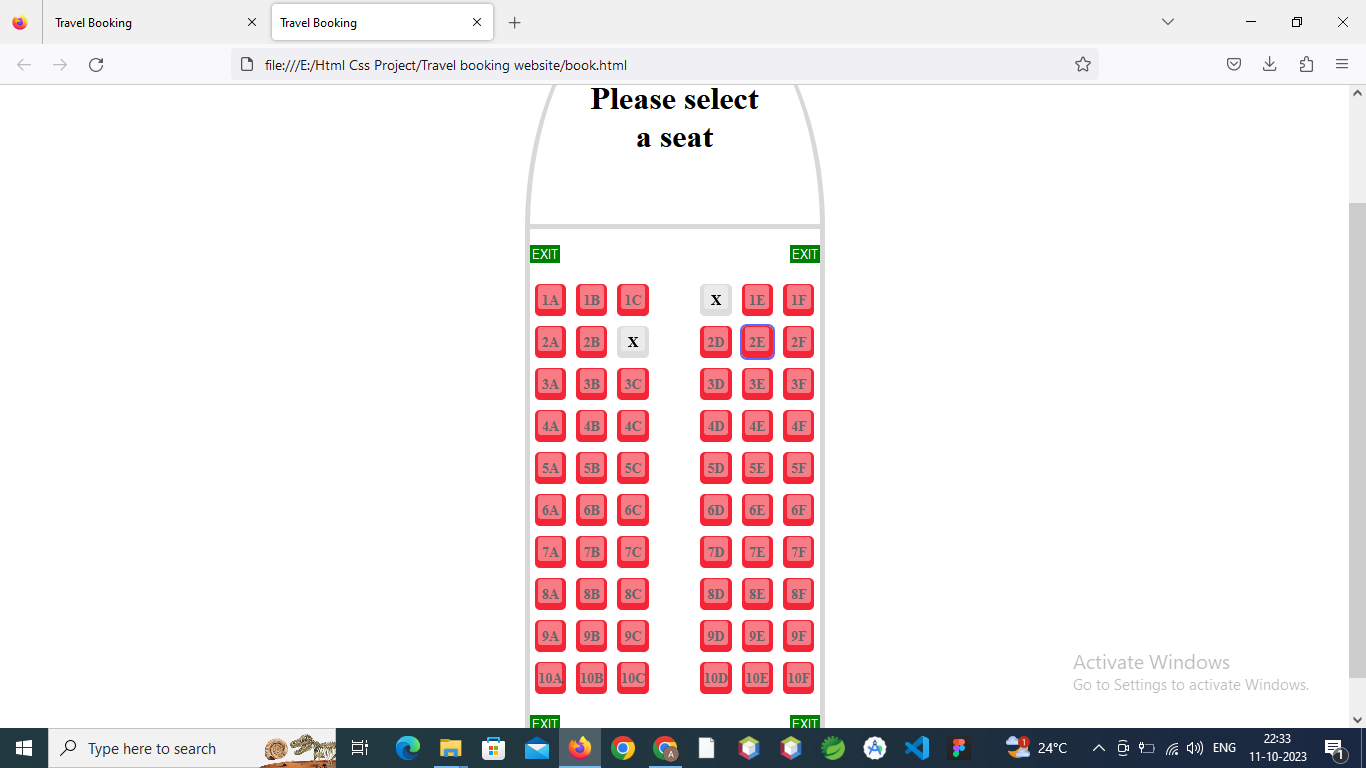 Travel Booking
Travel Booking
file:///E:/Html Css Project/Travel booking website/book.html
Please select
a seat
EXIT EXIT
1A 1B 1C X 1E 1F
2A 2B X 2D 2E 2F
3A 3B 3C 3D 3E 3F
4A 4B 4C 4D 4E 4F
5A 5B 5C 5D 5E 5F
6A 6B 6C 6D 6E 6F
7A 7B 7C 7D 7E 7F
8A 8B 8C 8D 8E 8F
9A 9B 9C 9D 9E 9F
10A 10B 10C 10D 10E 10F
EXIT EXIT
Activate Windows
Go to Settings to activate Windows.
Type here to search
1
24°C
ENG
22:33
11-10-2023
1